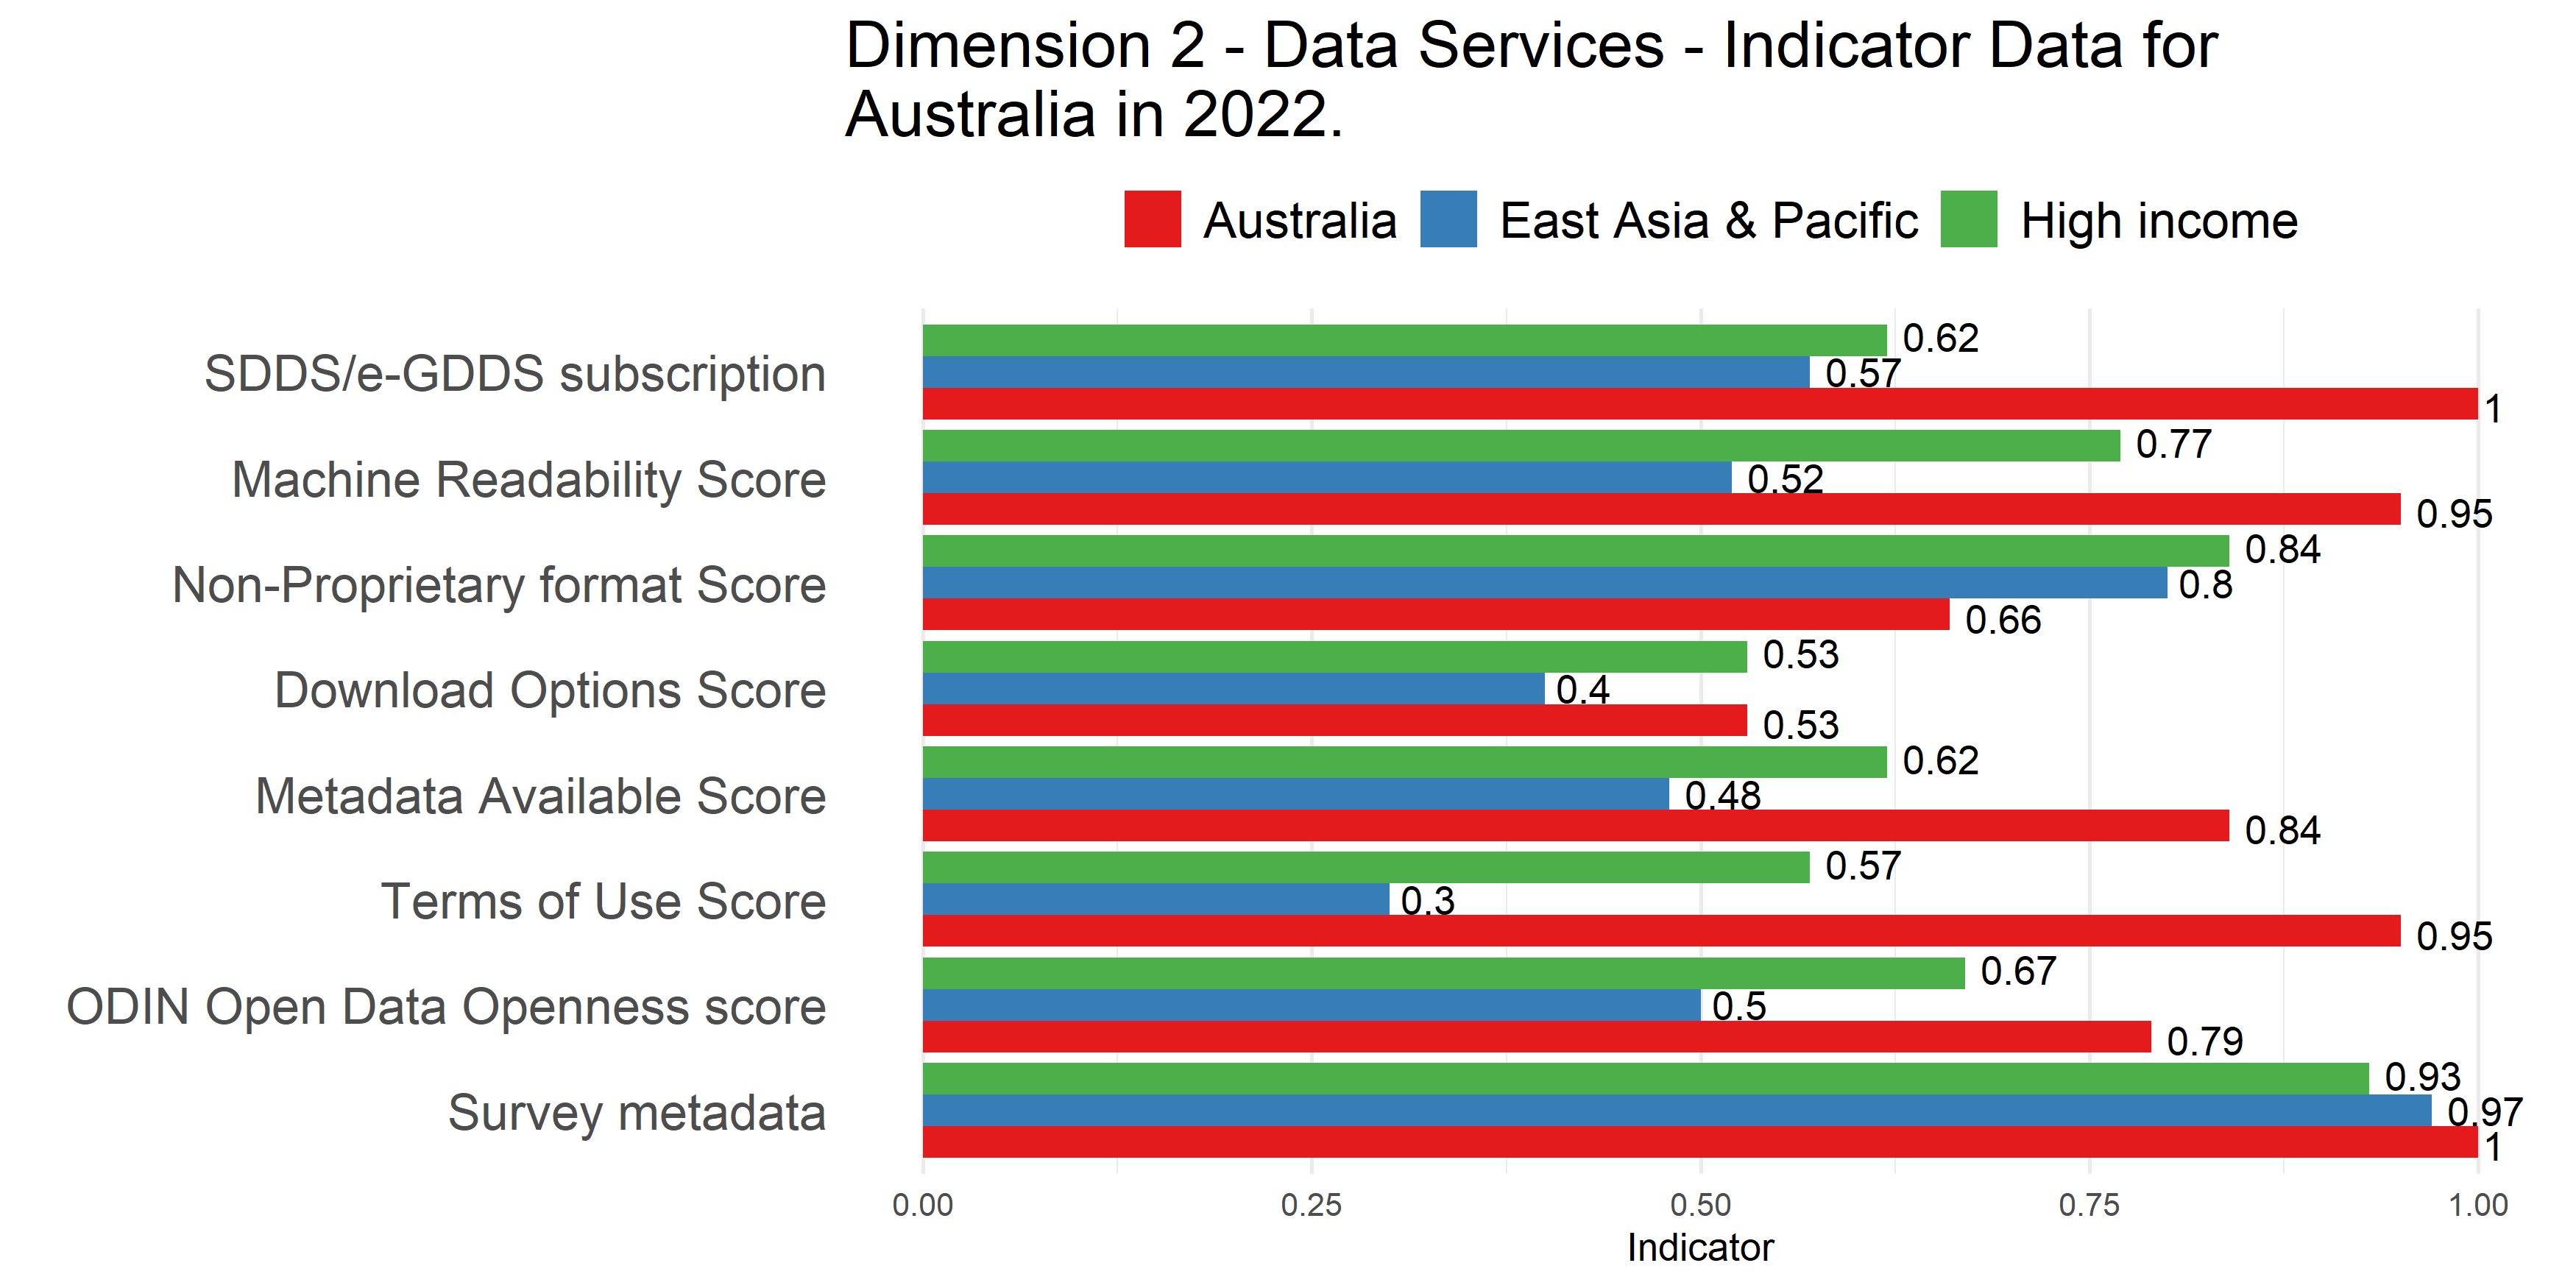 Dimension 2 - Data Services - Indicator Data for
Australia in 2022.
Australia East Asia & Pacific High income
SDDS/e-GDDS subscription
0.62
0.57
1
Machine Readability Score
0.77
0.52
0.95
Non-Proprietary format Score
0.84
0.8
0.66
Download Options Score
0.53
0.4
0.53
Metadata Available Score
0.62
0.48
0.84
Terms of Use Score
0.57
0.3
0.95
ODIN Open Data Openness score
0.67
0.5
0.79
Survey metadata
0.93
0.97
1
0.00 0.25 0.50 0.75 1.00
Indicator